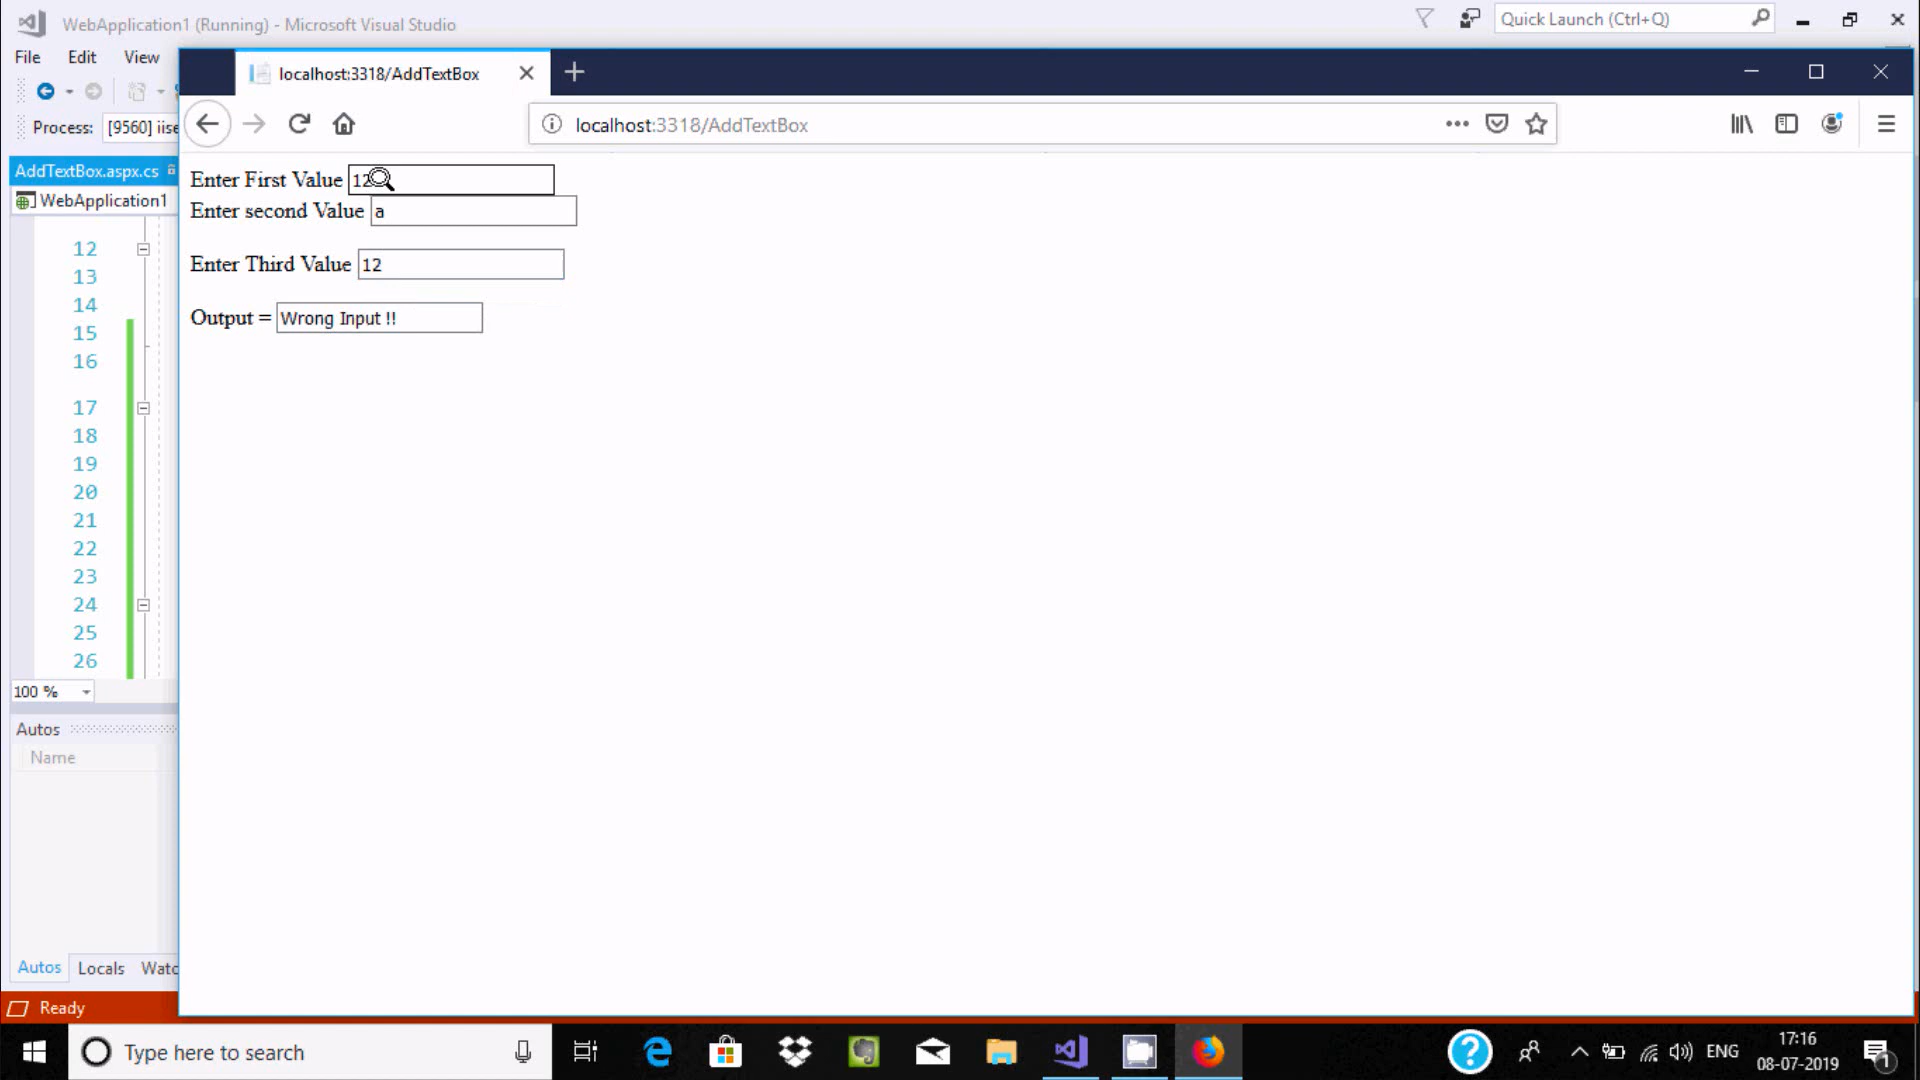 WebApplication1 (Running) - Microsoft Visual Studio
Quick Launch (Ctrl+Q)
File Edit View
localhost:3318/AddTextBox
Process: [9560] iise
localhost:3318/AddTextBox
AddTextBox.aspx.cs
WebApplication1
Enter First Value 12
Enter second Value a
Enter Third Value 12
Output = Wrong Input !!
12
13
14
15
16
17
18
19
20
21
22
23
24
25
26
100 %
Autos
Name
Autos Locals Watc
Ready
Type here to search
ENG
17:16
08-07-2019
1